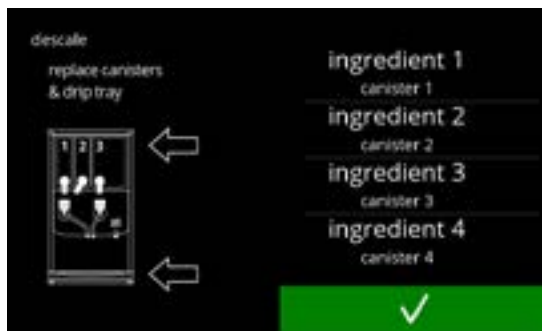 descale
replace canisters
& drip tray
1 2 3
ingredient 1
canister 1
ingredient 2
canister 2
ingredient 3
canister 3
ingredient 4
canister 4